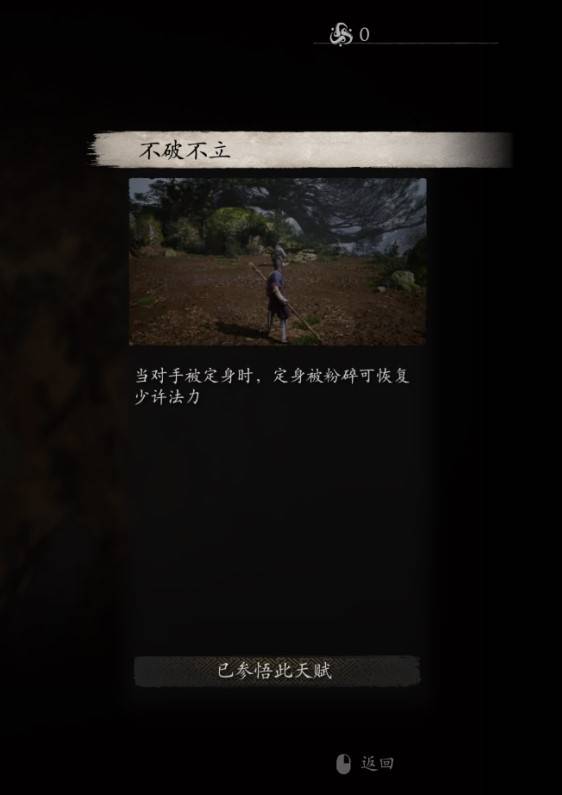 0
不破不立
当对手被定身时，定身被粉碎可恢复
少许法力
已参悟此天赋
返回